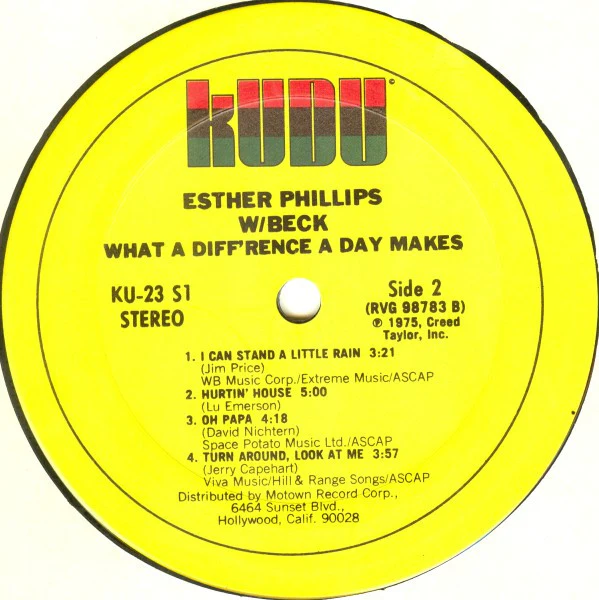 KUDU ©
ESTHER PHILLIPS
W/BECK
WHAT A DIFF'RENCE A DAY MAKES
KU-23 S1
STEREO
Side 2
(RVG 98783 B)
℗ 1975, Creed
Taylor, Inc.
1. I CAN STAND A LITTLE RAIN 3:21
(Jim Price)
WB Music Corp./Extreme Music/ASCAP
2. HURTIN' HOUSE 5:00
(Lu Emerson)
3. OH PAPA 4:18
(David Nichtern)
Space Potato Music Ltd./ASCAP
4. TURN AROUND, LOOK AT ME 3:57
(Jerry Capehart)
Viva Music/Hill & Range Songs/ASCAP
Distributed by Motown Record Corp.,
6464 Sunset Blvd.,
Hollywood, Calif. 90028